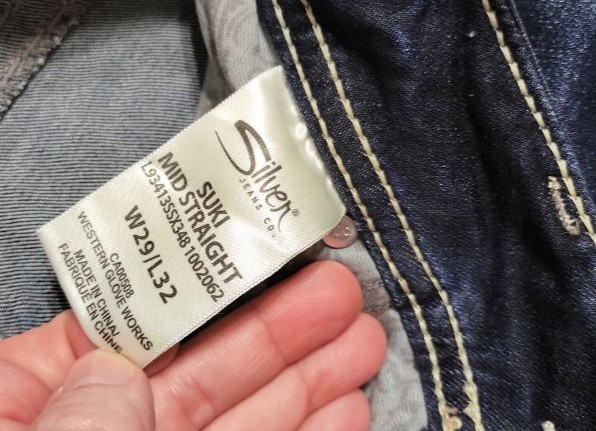 Silver®
JEANS CO.
SUKI
MID STRAIGHT
L93413SSX348 1002062
W29/L32
CA00508
WESTERN GLOVE WORKS
MADE IN CHINA/
FABRIQUÉ EN CHINE